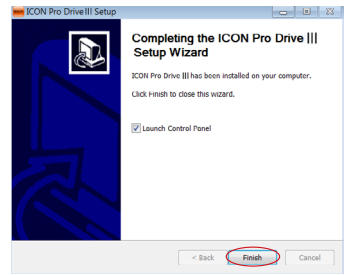 ICON Pro Drive III Setup
Completing the ICON Pro Drive |||
Setup Wizard
ICON Pro Drive III has been installed on your computer.
Click Finish to close this wizard.
Launch Control Panel
< Back
Finish
Cancel